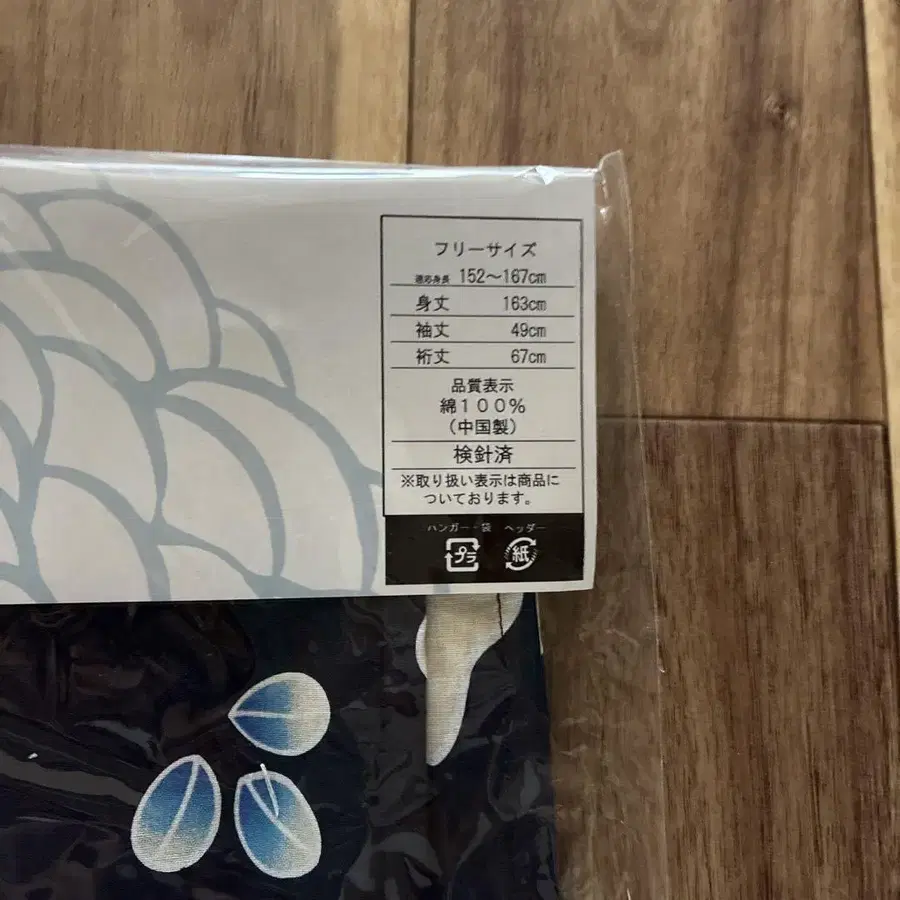 フリーサイズ
適応身長 152～167cm
身丈 163cm
袖丈 49cm
裄丈 67cm
品質表示
綿100%
(中国製)
検針済
※取り扱い表示は商品に
ついております。
ハンガー・袋 ヘッダー
プラ 紙